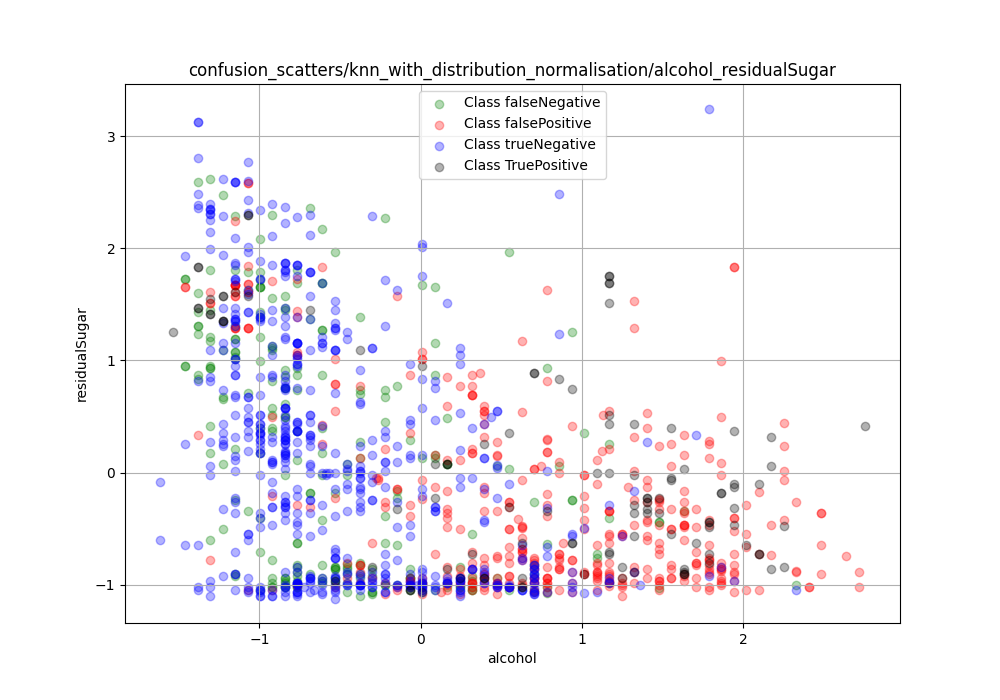 confusion_scatters/knn_with_distribution_normalisation/alcohol_residualSugar
Class falseNegative
Class falsePositive
Class trueNegative
Class TruePositive
3
2
1
0
−1
residualSugar
−1 0 1 2
alcohol